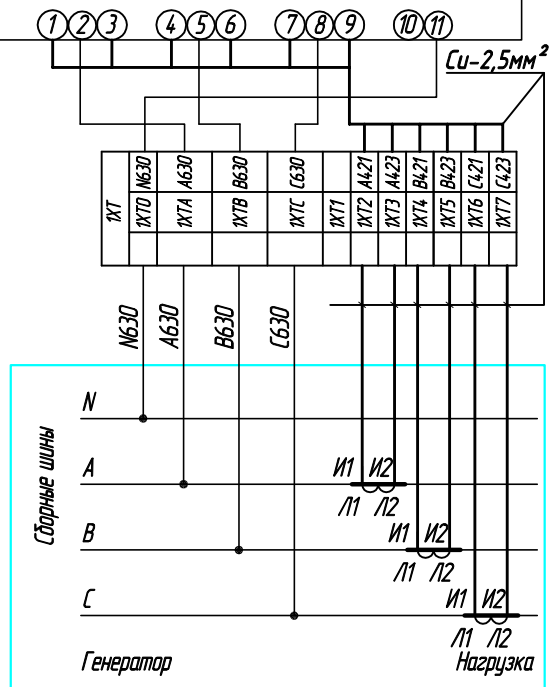 1 2 3 4 5 6 7 8 9 10 11
Cu-2,5мм²
1XT
N630 A630 B630 C630 A421 A423 B421 B423 C421 C423
1XT0 1XTA 1XTB 1XTC 1XT1 1XT2 1XT3 1XT4 1XT5 1XT6 1XT7
N630 A630 B630 C630
Сборные шины
N
A
И1 И2
Л1 Л2
B
И1 И2
Л1 Л2
C
И1 И2
Л1 Л2
Генератор
Нагрузка